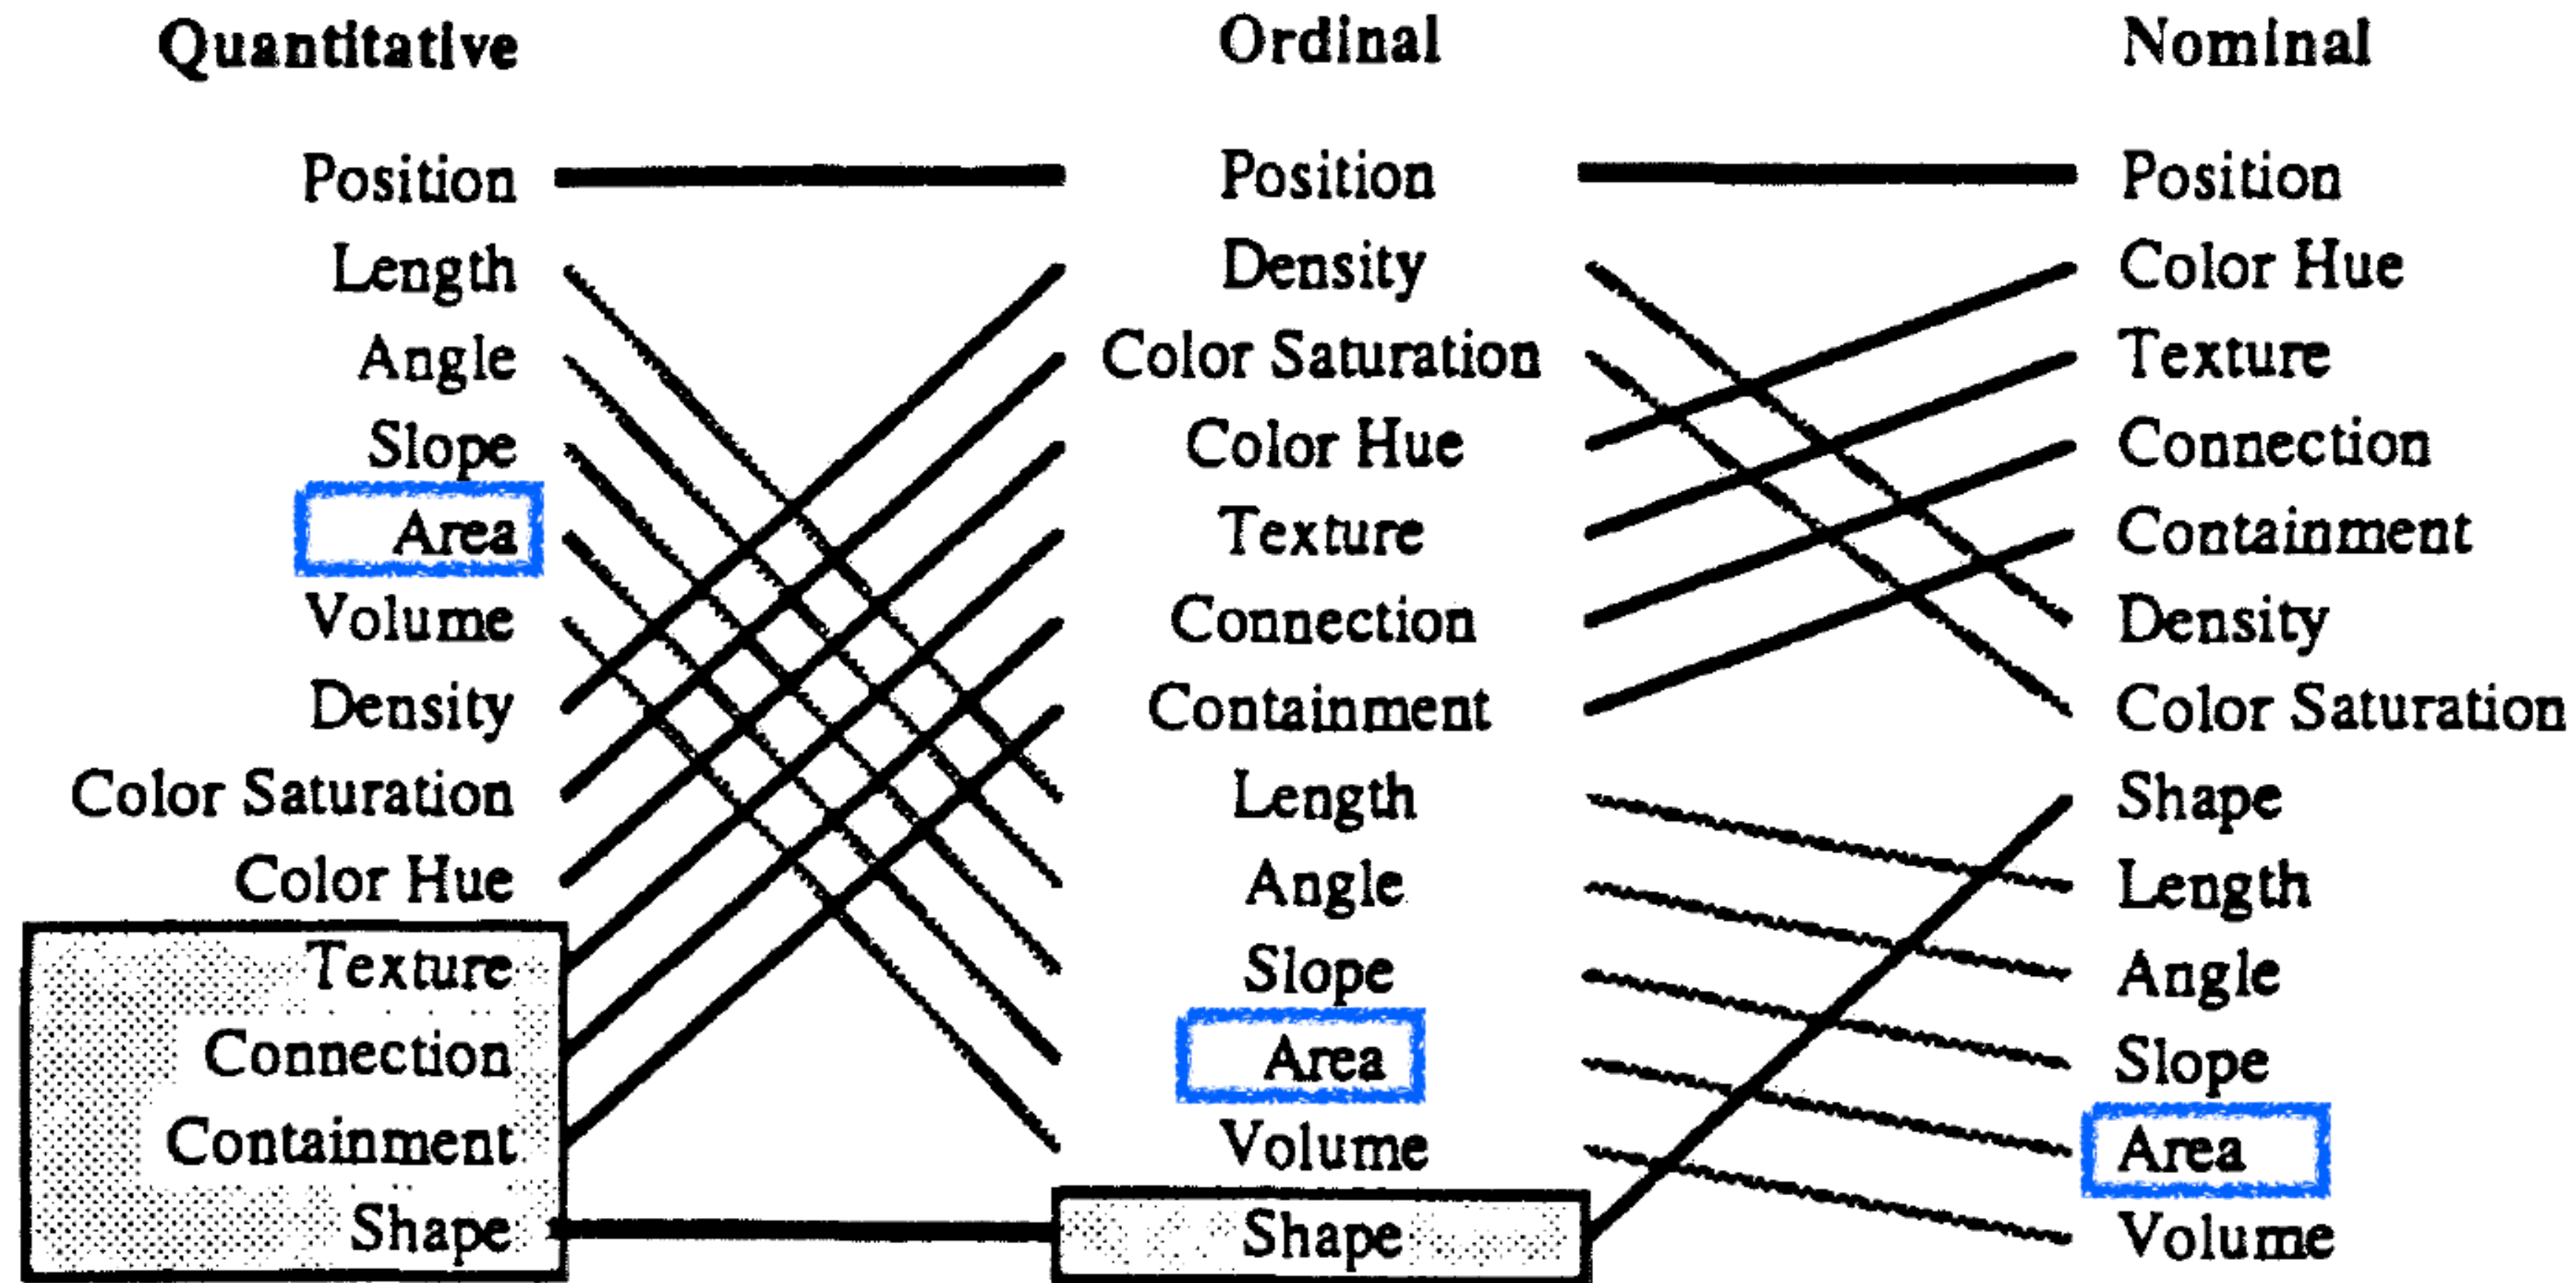 Quantitative
Position
Length
Angle
Slope
Area
Volume
Density
Color Saturation
Color Hue
Texture
Connection
Containment
Shape
Ordinal
Position
Density
Color Saturation
Color Hue
Texture
Connection
Containment
Length
Angle
Slope
Area
Volume
Shape
Nominal
Position
Color Hue
Texture
Connection
Containment
Density
Color Saturation
Shape
Length
Angle
Slope
Area
Volume